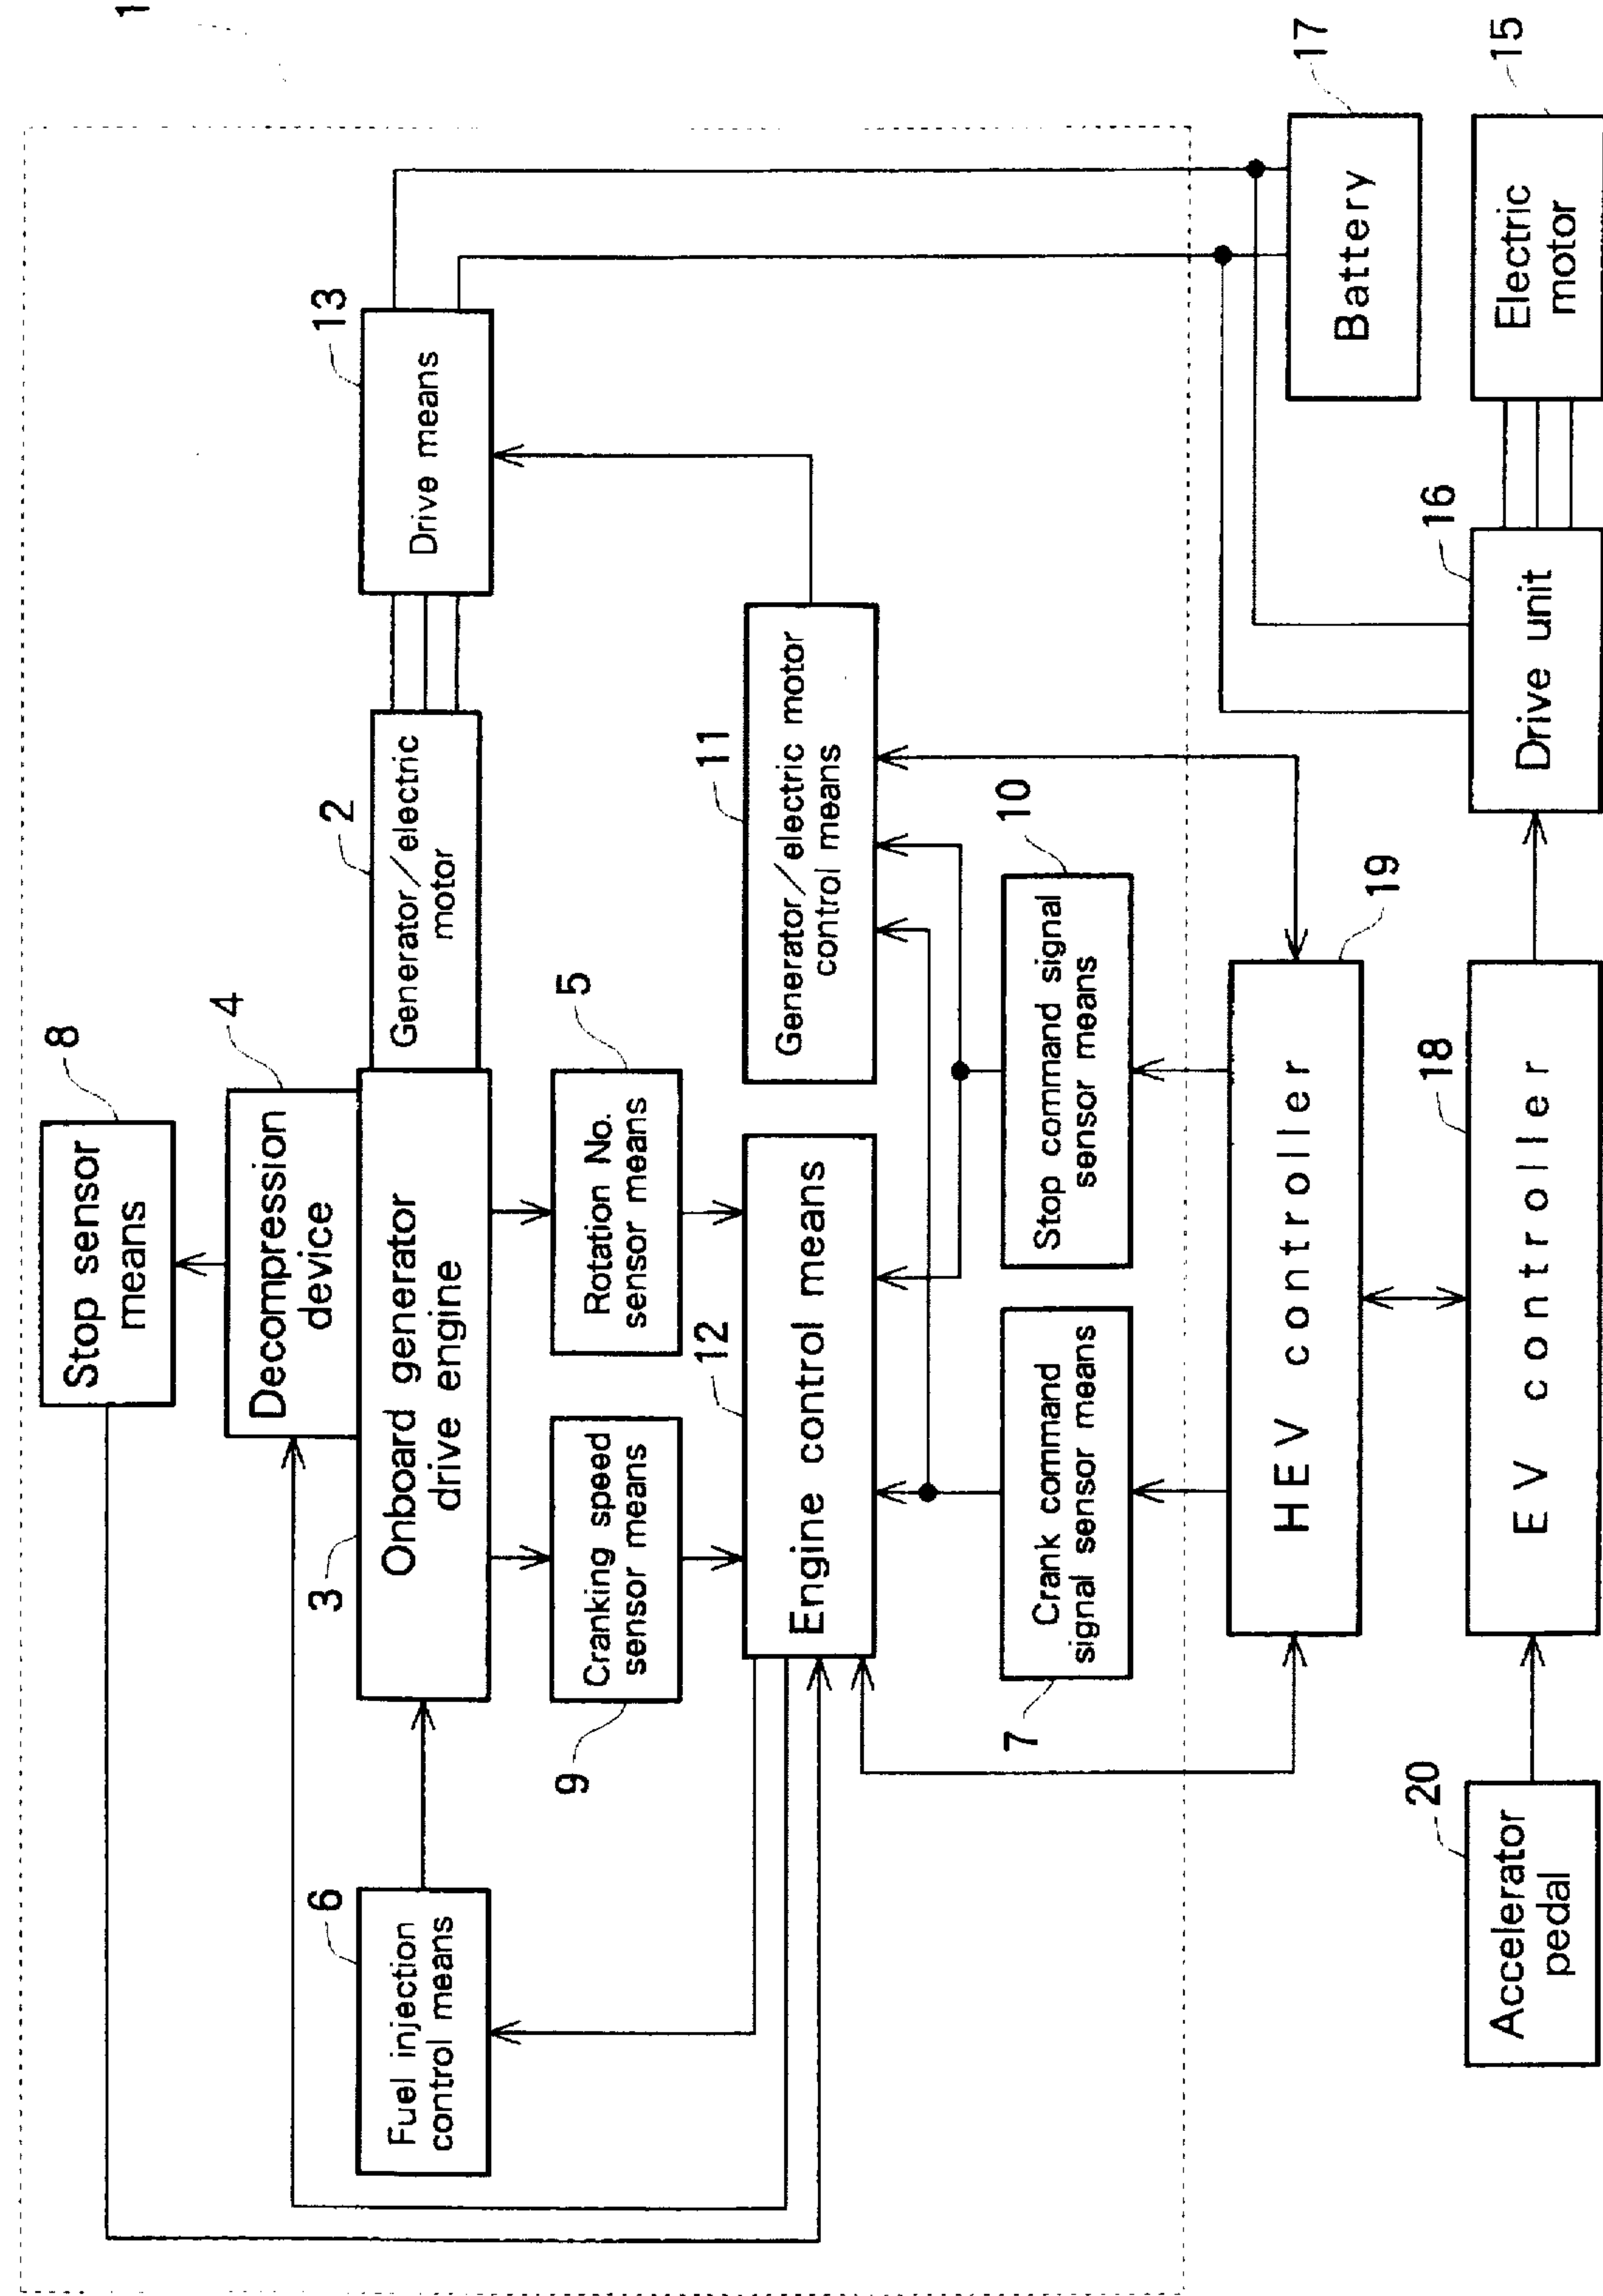 1
8
Stop sensor
means
4
Decompression
device
2
Generator/electric
motor
13
Drive means
6
Fuel injection
control means
3
Onboard generator
drive engine
9
Cranking speed
sensor means
5
Rotation No.
sensor means
12
Engine control means
11
Generator/electric motor
control means
7
Crank command
signal sensor means
10
Stop command signal
sensor means
19
HEV controller
17
Battery
20
Accelerator
pedal
18
EV controller
16
Drive unit
15
Electric
motor